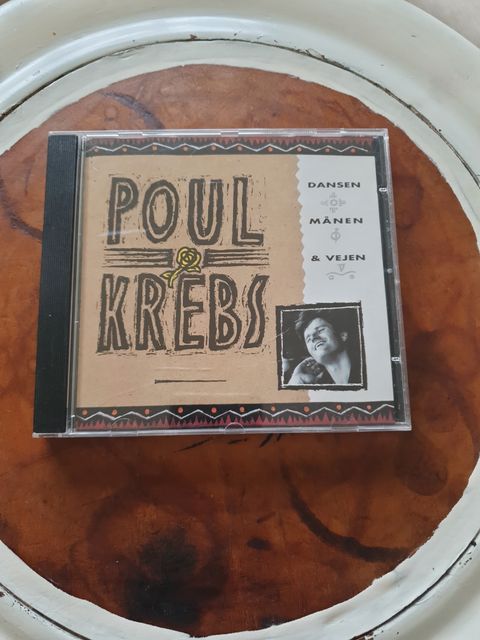 POUL
KREBS
DANSEN
MÅNEN
& VEJEN